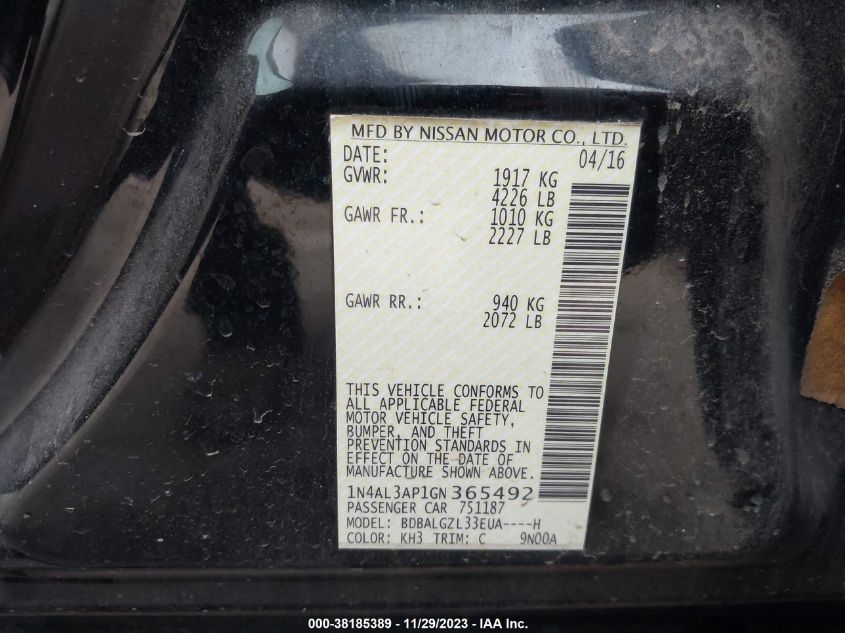 MFD BY NISSAN MOTOR CO., LTD.
DATE: 04/16
GVWR: 1917 KG
4226 LB
GAWR FR.: 1010 KG
2227 LB
GAWR RR.: 940 KG
2072 LB
THIS VEHICLE CONFORMS TO
ALL APPLICABLE FEDERAL
MOTOR VEHICLE SAFETY,
BUMPER, AND THEFT
PREVENTION STANDARDS IN
EFFECT ON THE DATE OF
MANUFACTURE SHOWN ABOVE.
1N4AL3AP1GN365492
PASSENGER CAR 751187
MODEL: BDBALGZL33EUA----H
COLOR: KH3 TRIM: C 9N00A
000-38185389 - 11/29/2023 - IAA Inc.